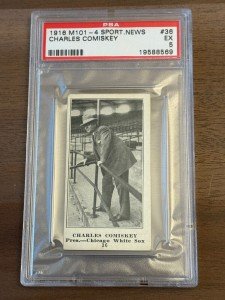 PSA
1916 M101-4 SPORT.NEWS #36
CHARLES COMISKEY EX
5
19588569
CHARLES COMISKEY
Pres.—Chicago White Sox
36